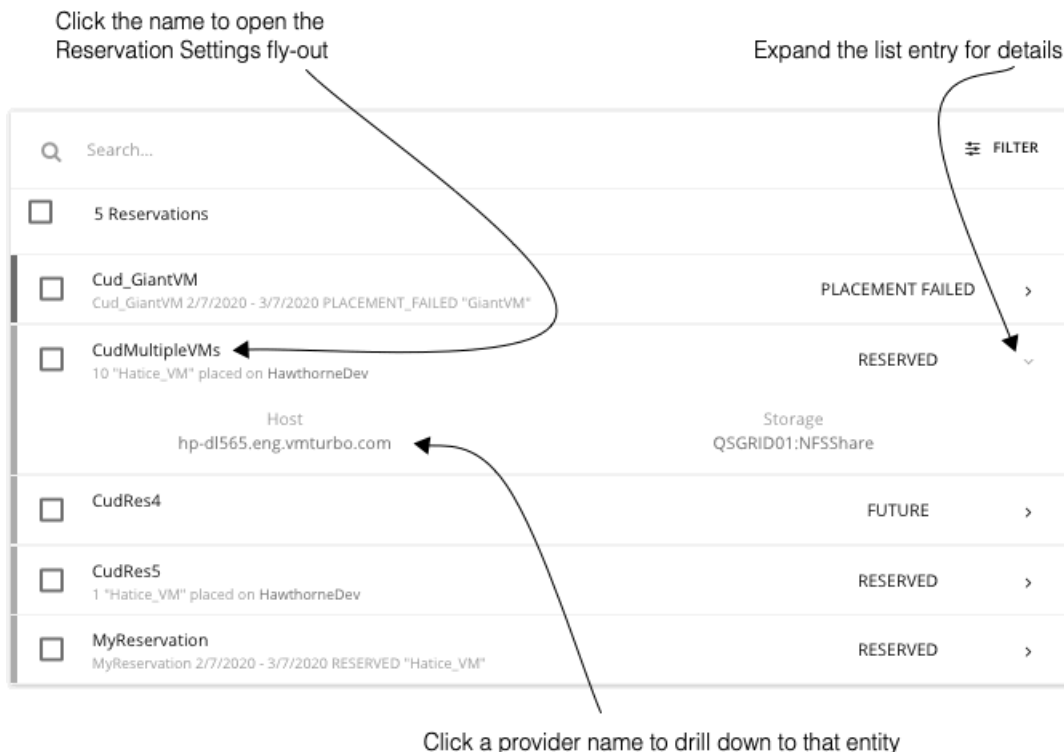 Click the name to open the
Reservation Settings fly-out
Expand the list entry for details
Search...
FILTER
5 Reservations
Cud_GiantVM
Cud_GiantVM 2/7/2020 - 3/7/2020 PLACEMENT_FAILED "GiantVM"
PLACEMENT FAILED
CudMultipleVMs
10 "Hatice_VM" placed on HawthorneDev
RESERVED
Host
hp-dl565.eng.vmturbo.com
Storage
QSGRID01:NFSShare
CudRes4
FUTURE
CudRes5
1 "Hatice_VM" placed on HawthorneDev
RESERVED
MyReservation
MyReservation 2/7/2020 - 3/7/2020 RESERVED "Hatice_VM"
RESERVED
Click a provider name to drill down to that entity